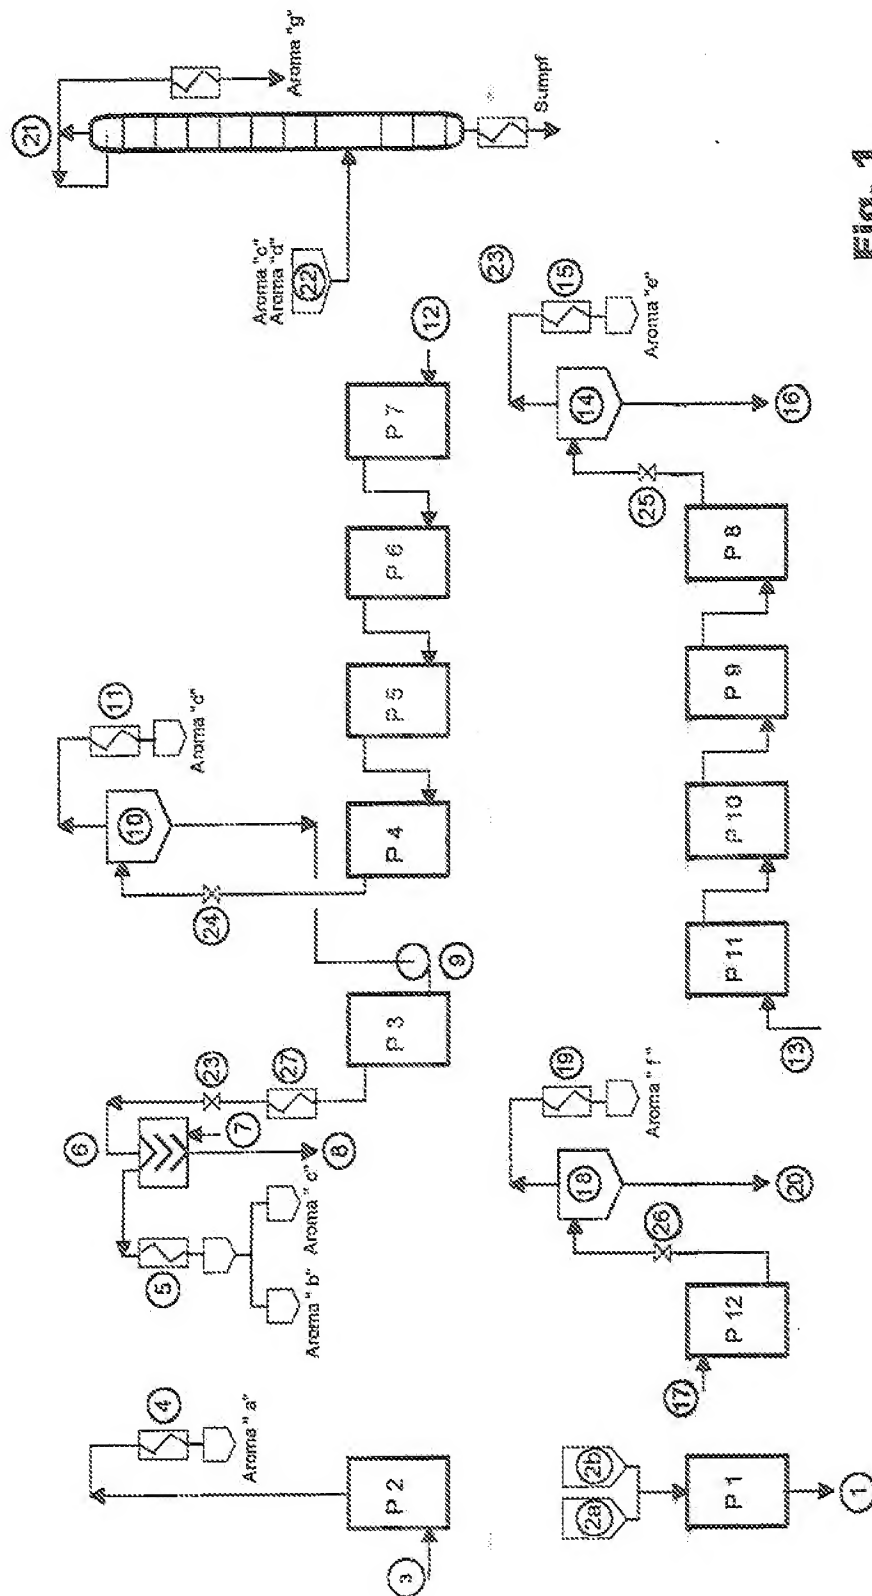 21
Aroma "g"
Sumpf
Aroma "c"
Aroma "d"
22
11
Aroma "d"
10
24
9
P 4
P 5
P 6
P 7
12
6
23
27
7
8
5
Aroma " b"
Aroma " c"
P 3
4
Aroma " a"
P 2
3
23
15
Aroma "e"
14
16
25
P 8
P 9
P 10
P 11
13
19
Aroma " f"
18
20
26
P 12
17
2a
2b
P 1
1
Fig. 1